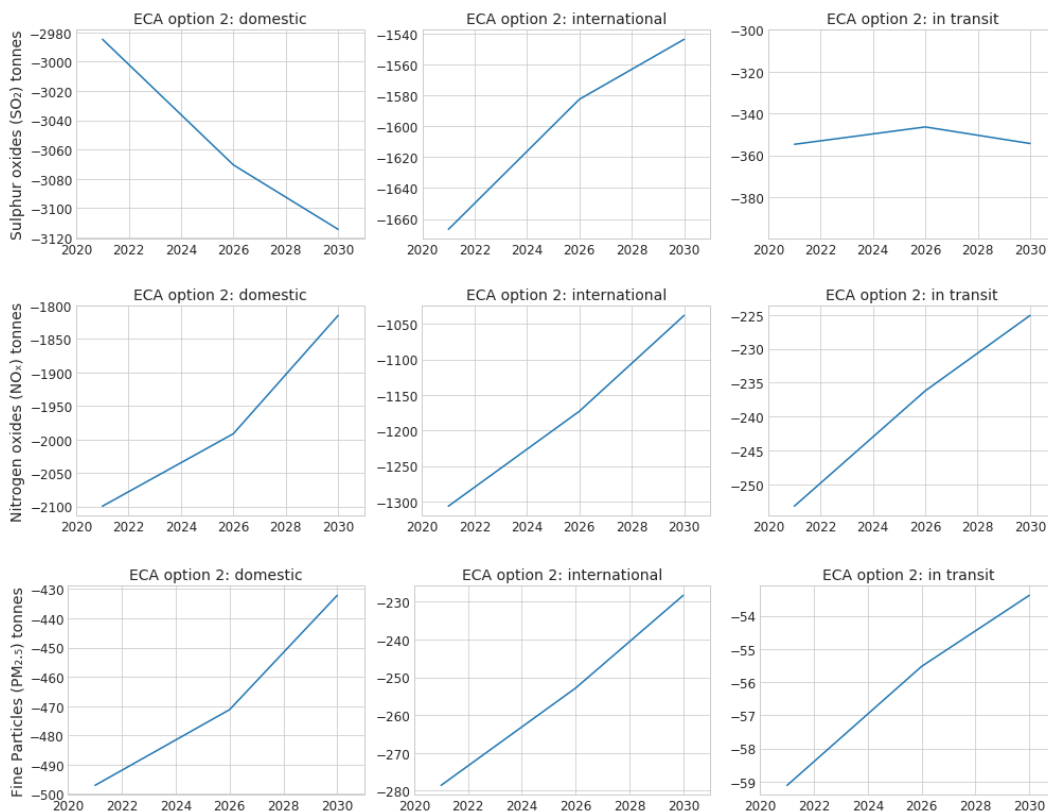 ECA option 2: domestic
ECA option 2: international
ECA option 2: in transit
Sulphur oxides (SO₂) tonnes
−2980
−3000
−3020
−3040
−3060
−3080
−3100
−3120
2020 2022 2024 2026 2028 2030
−1540
−1560
−1580
−1600
−1620
−1640
−1660
2020 2022 2024 2026 2028 2030
−300
−320
−340
−360
−380
2020 2022 2024 2026 2028 2030
ECA option 2: domestic
ECA option 2: international
ECA option 2: in transit
Nitrogen oxides (NOₓ) tonnes
−1800
−1850
−1900
−1950
−2000
−2050
−2100
2020 2022 2024 2026 2028 2030
−1050
−1100
−1150
−1200
−1250
−1300
2020 2022 2024 2026 2028 2030
−225
−230
−235
−240
−245
−250
2020 2022 2024 2026 2028 2030
ECA option 2: domestic
ECA option 2: international
ECA option 2: in transit
Fine Particles (PM₂.₅) tonnes
−430
−440
−450
−460
−470
−480
−490
−500
2020 2022 2024 2026 2028 2030
−230
−240
−250
−260
−270
−280
2020 2022 2024 2026 2028 2030
−54
−55
−56
−57
−58
−59
2020 2022 2024 2026 2028 2030